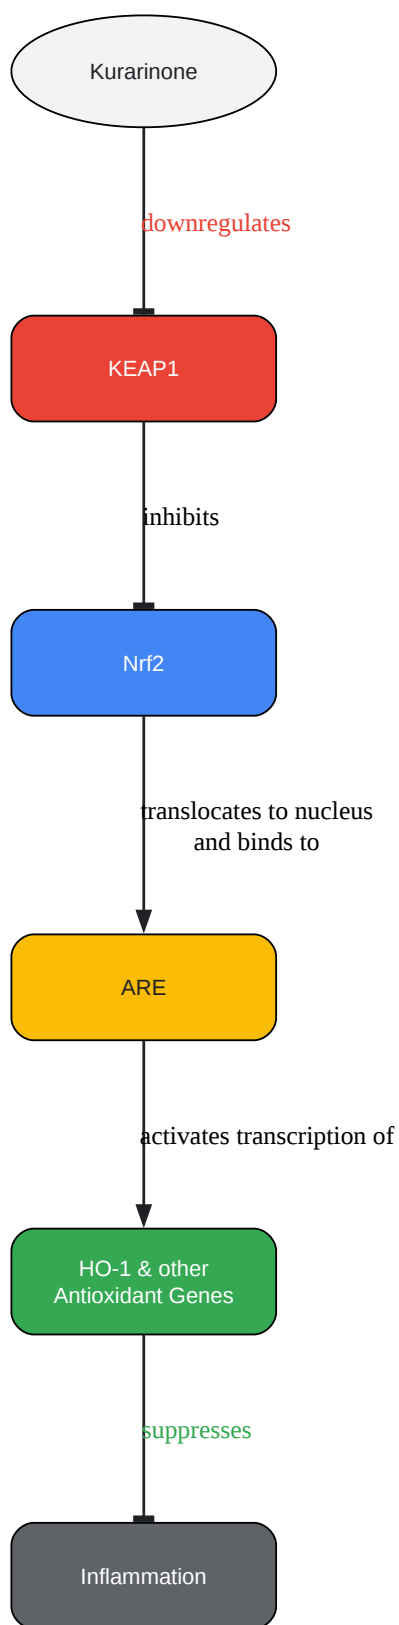 Kurarinone
downregulates
KEAP1
inhibits
Nrf2
translocates to nucleus
and binds to
ARE
activates transcription of
HO-1 & other
Antioxidant Genes
suppresses
Inflammation